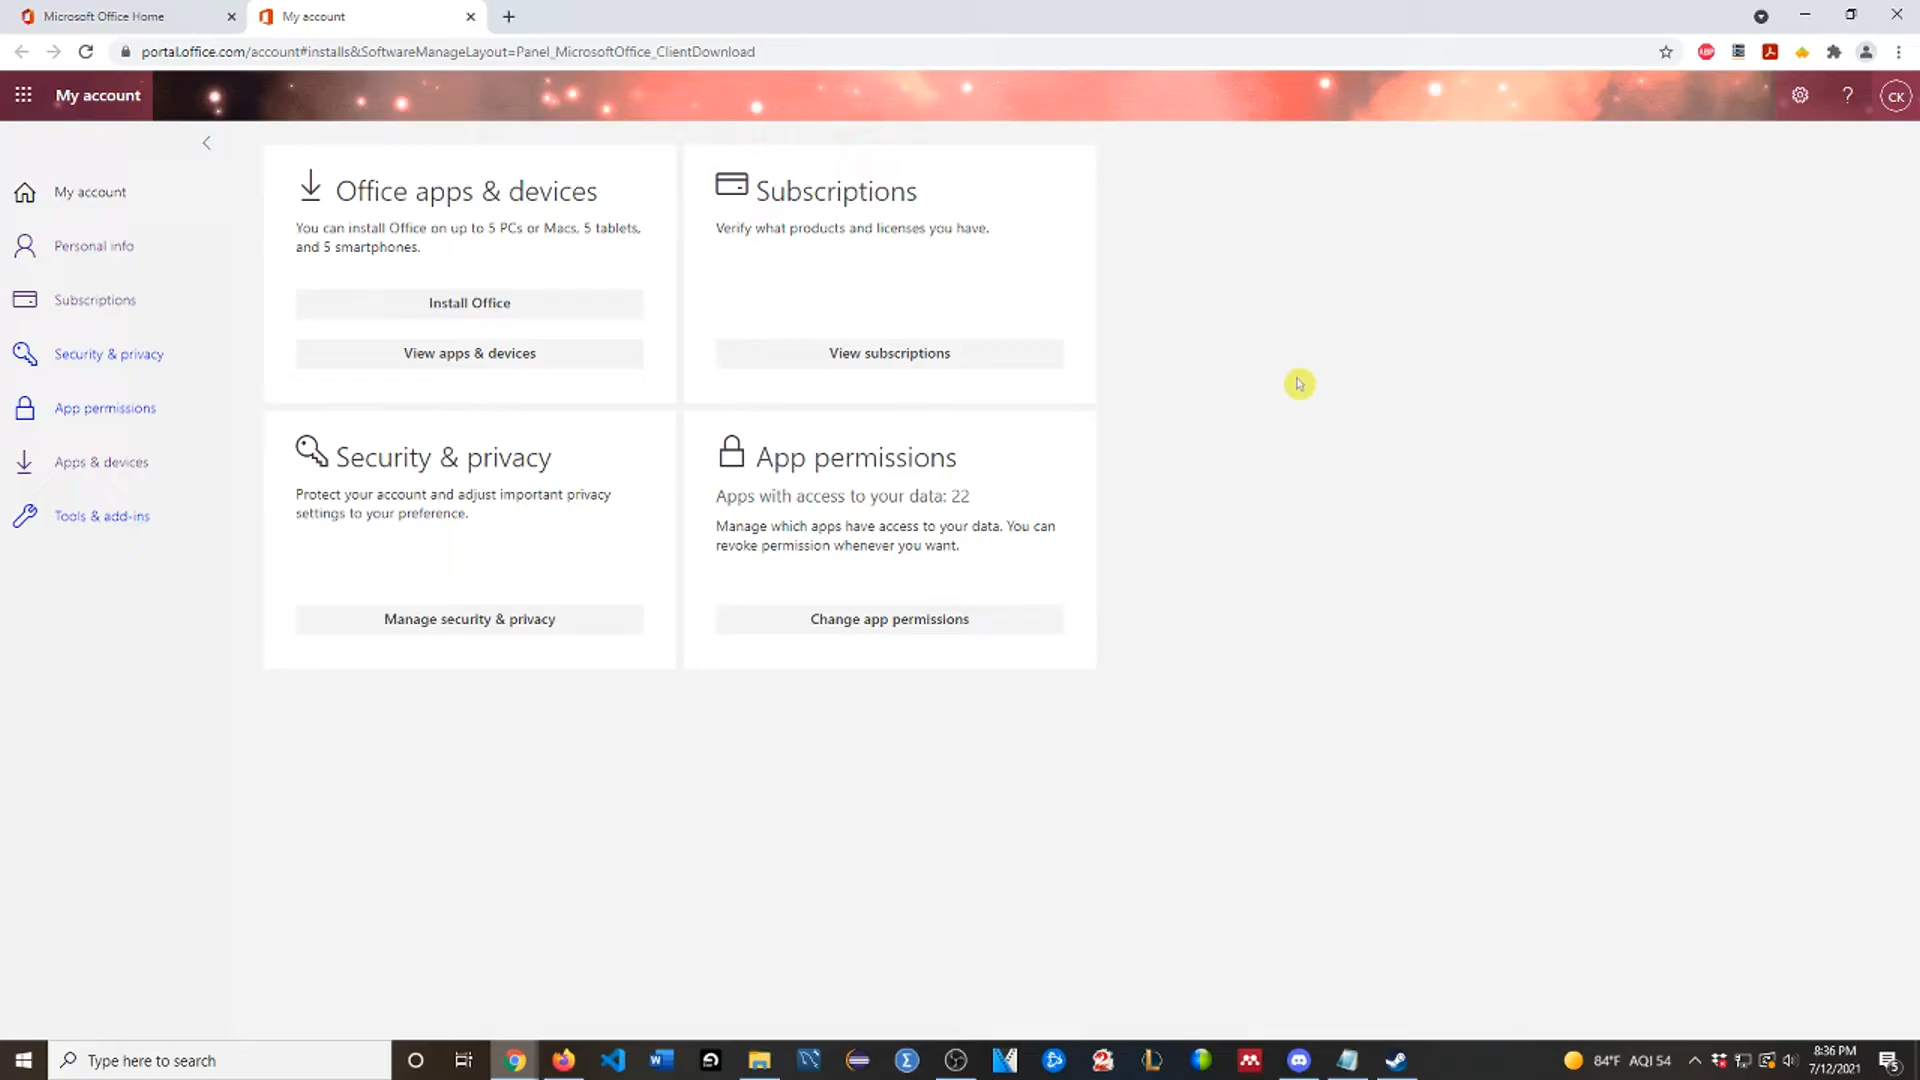 Microsoft Office Home
My account
portal.office.com/account#installs&SoftwareManageLayout=Panel_MicrosoftOffice_ClientDownload
ABP
My account
?
CK
My account
Personal info
Subscriptions
Security & privacy
App permissions
Apps & devices
Tools & add-ins
Office apps & devices
You can install Office on up to 5 PCs or Macs, 5 tablets,
and 5 smartphones.
Install Office
View apps & devices
Subscriptions
Verify what products and licenses you have.
View subscriptions
Security & privacy
Protect your account and adjust important privacy
settings to your preference.
Manage security & privacy
App permissions
Apps with access to your data: 22
Manage which apps have access to your data. You can
revoke permission whenever you want.
Change app permissions
Type here to search
84°F AQI 54
8:36 PM
7/12/2021
5